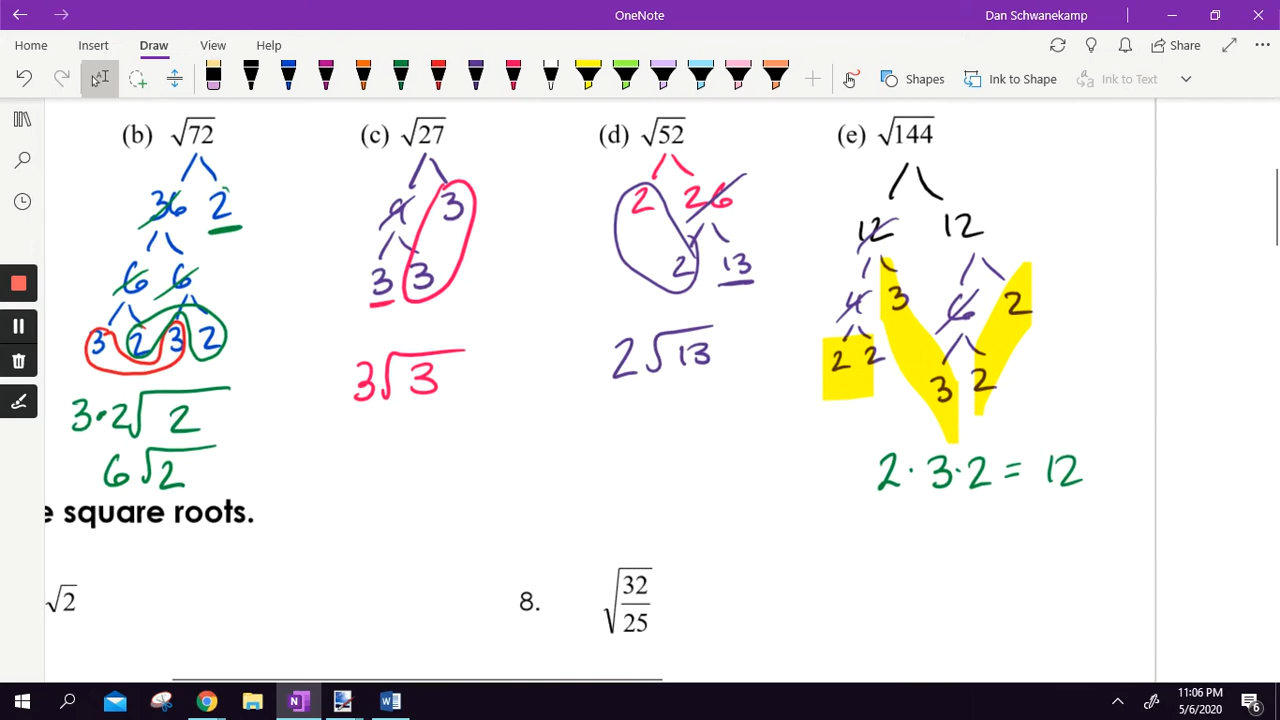 OneNote
Dan Schwanekamp
Home Insert Draw View Help
Share
Shapes
Ink to Shape
Ink to Text
(b) √72
36 2
6 6
3 2 3 2
3·2√2
6√2
(c) √27
9 3
3 3
3√3
(d) √52
2 26
2 13
2√13
(e) √144
12 12
4 3 6 2
2 2 3 2
2·3·2 = 12
e square roots.
√2
8. √32/25
11:06 PM
5/6/2020
6